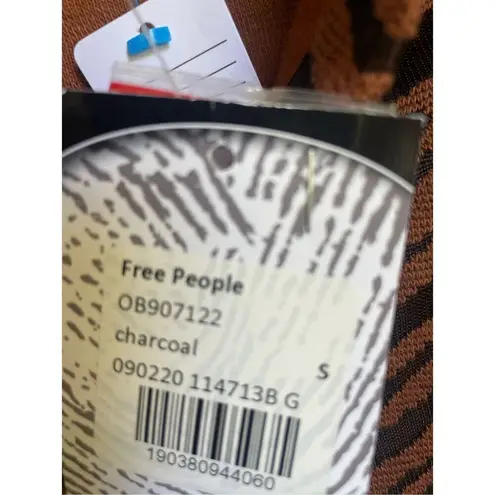 Free People
OB907122
charcoal
S
090220 114713B G
190380944060